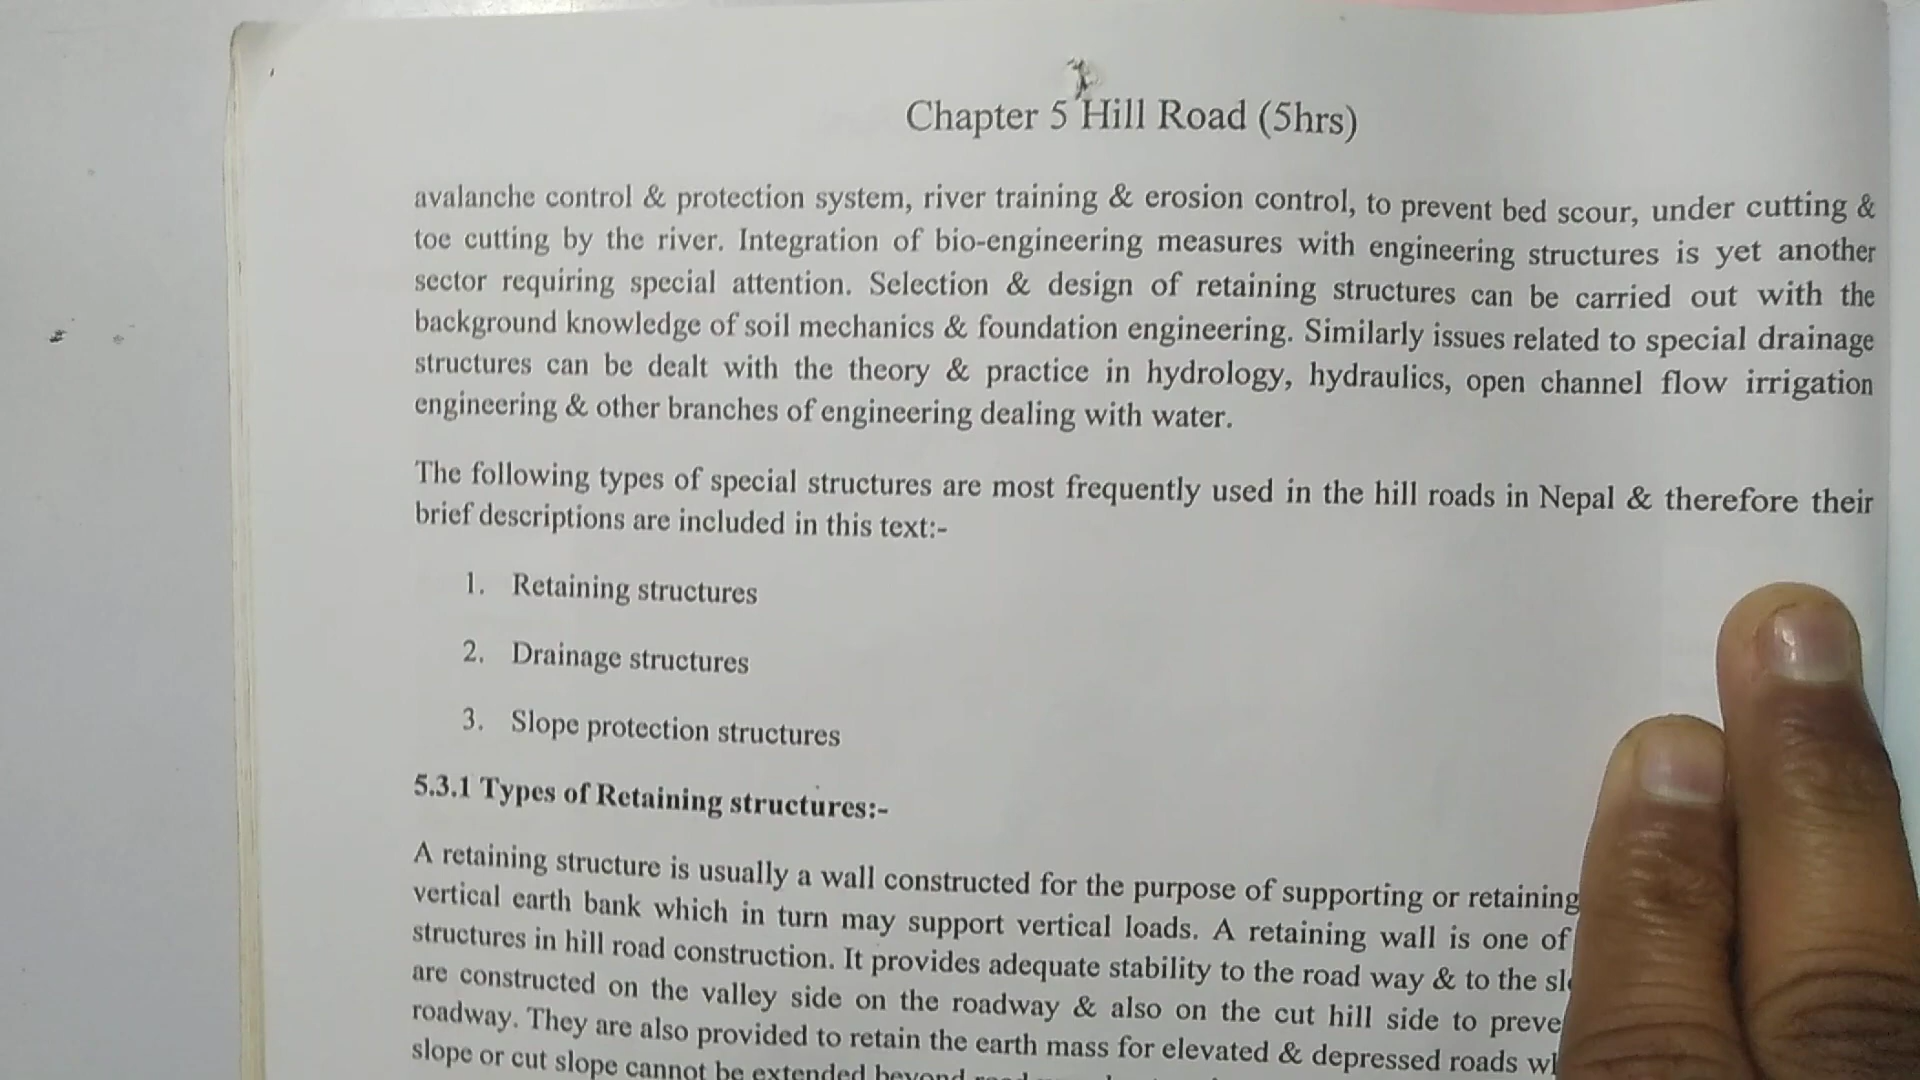 Chapter 5 Hill Road (5hrs)
avalanche control & protection system, river training & erosion control, to prevent bed scour, under cutting &
toe cutting by the river. Integration of bio-engineering measures with engineering structures is yet another
sector requiring special attention. Selection & design of retaining structures can be carried out with the
background knowledge of soil mechanics & foundation engineering. Similarly issues related to special drainage
structures can be dealt with the theory & practice in hydrology, hydraulics, open channel flow irrigation
engineering & other branches of engineering dealing with water.
The following types of special structures are most frequently used in the hill roads in Nepal & therefore their
brief descriptions are included in this text:-
1. Retaining structures
2. Drainage structures
3. Slope protection structures
5.3.1 Types of Retaining structures:-
A retaining structure is usually a wall constructed for the purpose of supporting or retaining
vertical earth bank which in turn may support vertical loads. A retaining wall is one of
structures in hill road construction. It provides adequate stability to the road way & to the
are constructed on the valley side on the roadway & also on the cut hill side to
roadway. They are also provided to retain the earth mass for elevated & depressed roads
slope or cut slope cannot be extended beyond